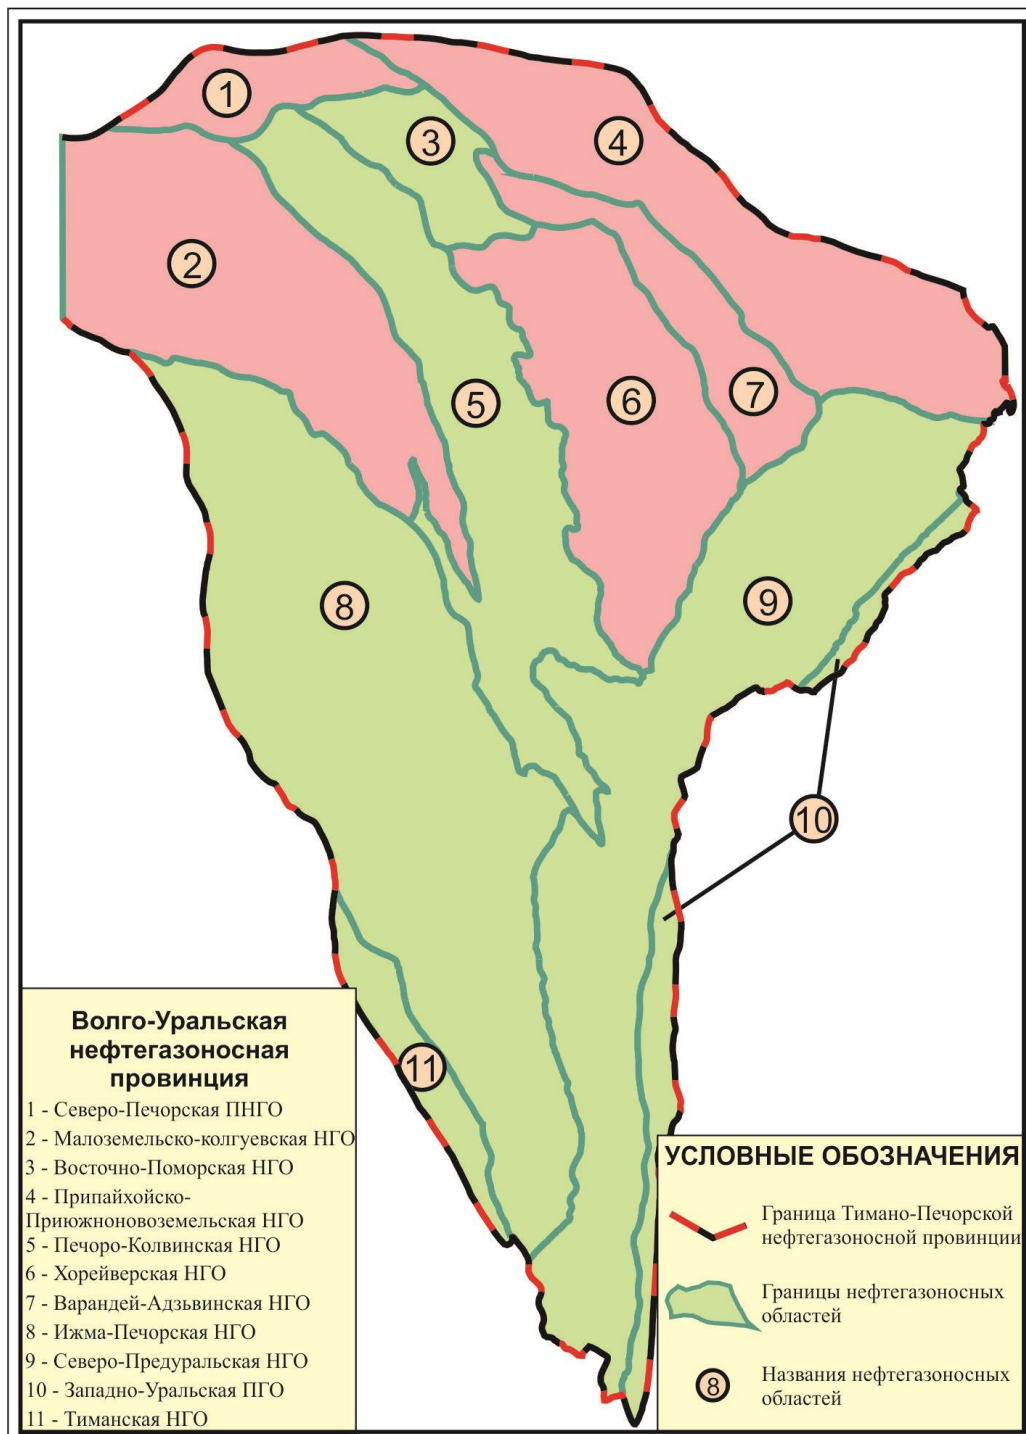 1
2
3
4
5
6
7
8
9
10
11
Волго-Уральская
нефтегазоносная
провинция
1 - Северо-Печорская ПНГО
2 - Малоземельско-колгуевская НГО
3 - Восточно-Поморская НГО
4 - Припайхойско-
Приюжноновоземельская НГО
5 - Печоро-Колвинская НГО
6 - Хорейверская НГО
7 - Варандей-Адзьвинская НГО
8 - Ижма-Печорская НГО
9 - Северо-Предуральская НГО
10 - Западно-Уральская ПГО
11 - Тиманская НГО
УСЛОВНЫЕ ОБОЗНАЧЕНИЯ
Граница Тимано-Печорской
нефтегазоносной провинции
Границы нефтегазоносных
областей
8
Названия нефтегазоносных
областей